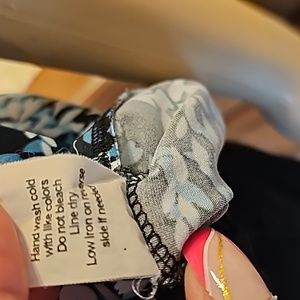 Hand wash cold
with like colors
Do not bleach
Line dry
Low iron on reverse
side if needed